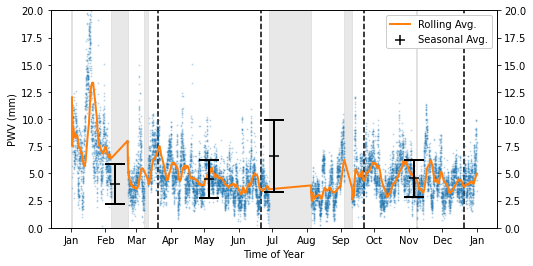 20.0 20.0
17.5 17.5
15.0 15.0
12.5 12.5
10.0 10.0
7.5 7.5
5.0 5.0
2.5 2.5
0.0 0.0
PWV (mm)
Rolling Avg.
Seasonal Avg.
Jan Feb Mar Apr May Jun Jul Aug Sep Oct Nov Dec Jan
Time of Year